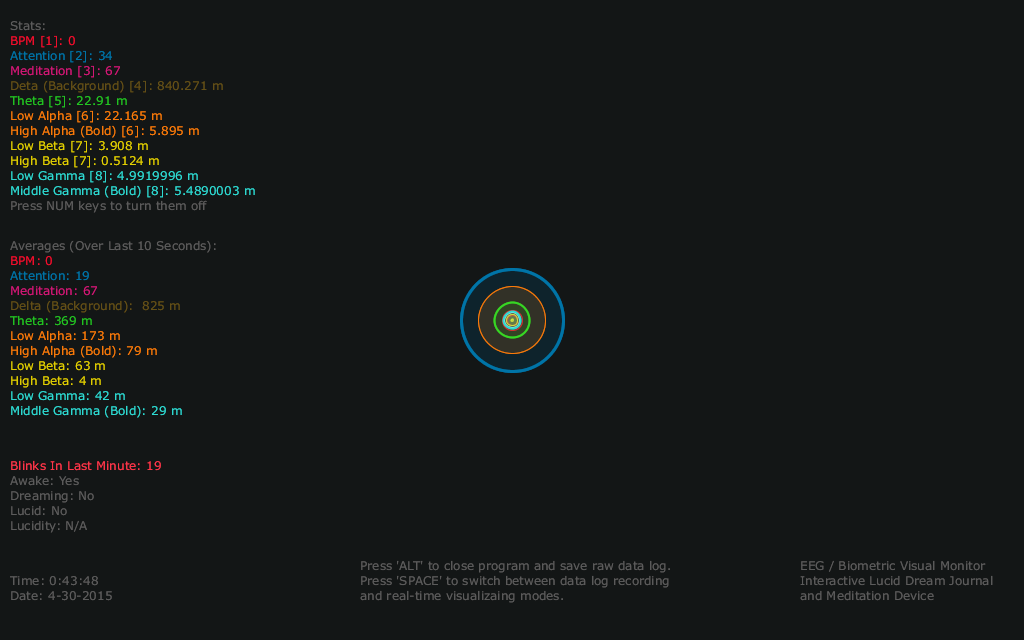 Stats:
BPM [1]: 0
Attention [2]: 34
Meditation [3]: 67
Deta (Background) [4]: 840.271 m
Theta [5]: 22.91 m
Low Alpha [6]: 22.165 m
High Alpha (Bold) [6]: 5.895 m
Low Beta [7]: 3.908 m
High Beta [7]: 0.5124 m
Low Gamma [8]: 4.9919996 m
Middle Gamma (Bold) [8]: 5.4890003 m
Press NUM keys to turn them off
Averages (Over Last 10 Seconds):
BPM: 0
Attention: 19
Meditation: 67
Delta (Background):  825 m
Theta: 369 m
Low Alpha: 173 m
High Alpha (Bold): 79 m
Low Beta: 63 m
High Beta: 4 m
Low Gamma: 42 m
Middle Gamma (Bold): 29 m
Blinks In Last Minute: 19
Awake: Yes
Dreaming: No
Lucid: No
Lucidity: N/A
Time: 0:43:48
Date: 4-30-2015
Press 'ALT' to close program and save raw data log.
Press 'SPACE' to switch between data log recording
and real-time visualizaing modes.
EEG / Biometric Visual Monitor
Interactive Lucid Dream Journal
and Meditation Device